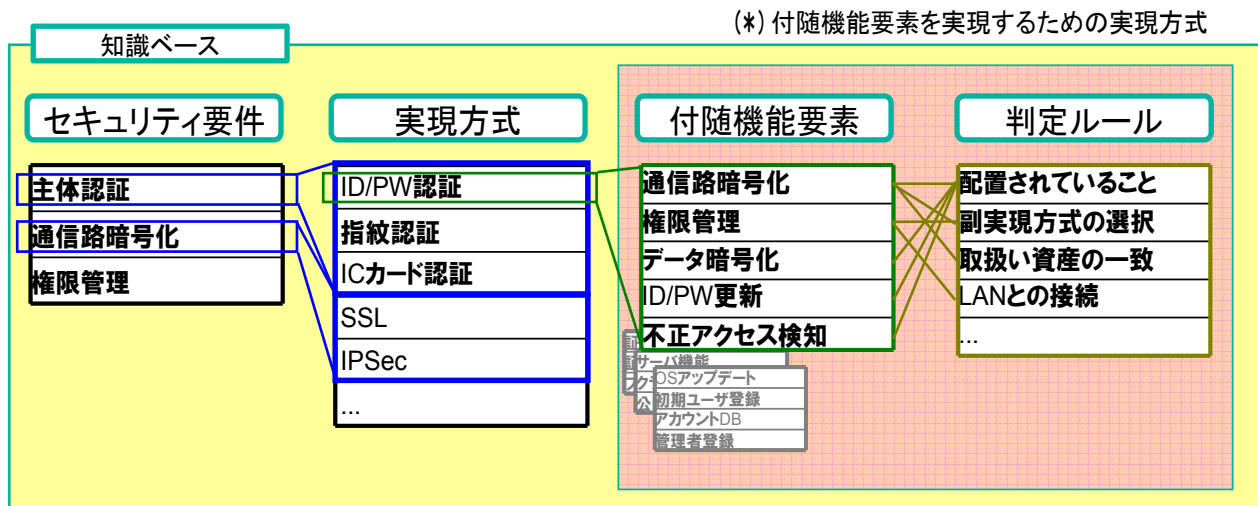 (*)付随機能要素を実現するための実現方式
知識ベース
セキュリティ要件
実現方式
付随機能要素
判定ルール
主体認証
通信路暗号化
権限管理
ID/PW認証
指紋認証
ICカード認証
SSL
IPSec
...
通信路暗号化
権限管理
データ暗号化
ID/PW更新
不正アクセス検知
配置されていること
副実現方式の選択
取扱い資産の一致
LANとの接続
...
サーバ機能
OSアップデート
初期ユーザ登録
アカウントDB
管理者登録